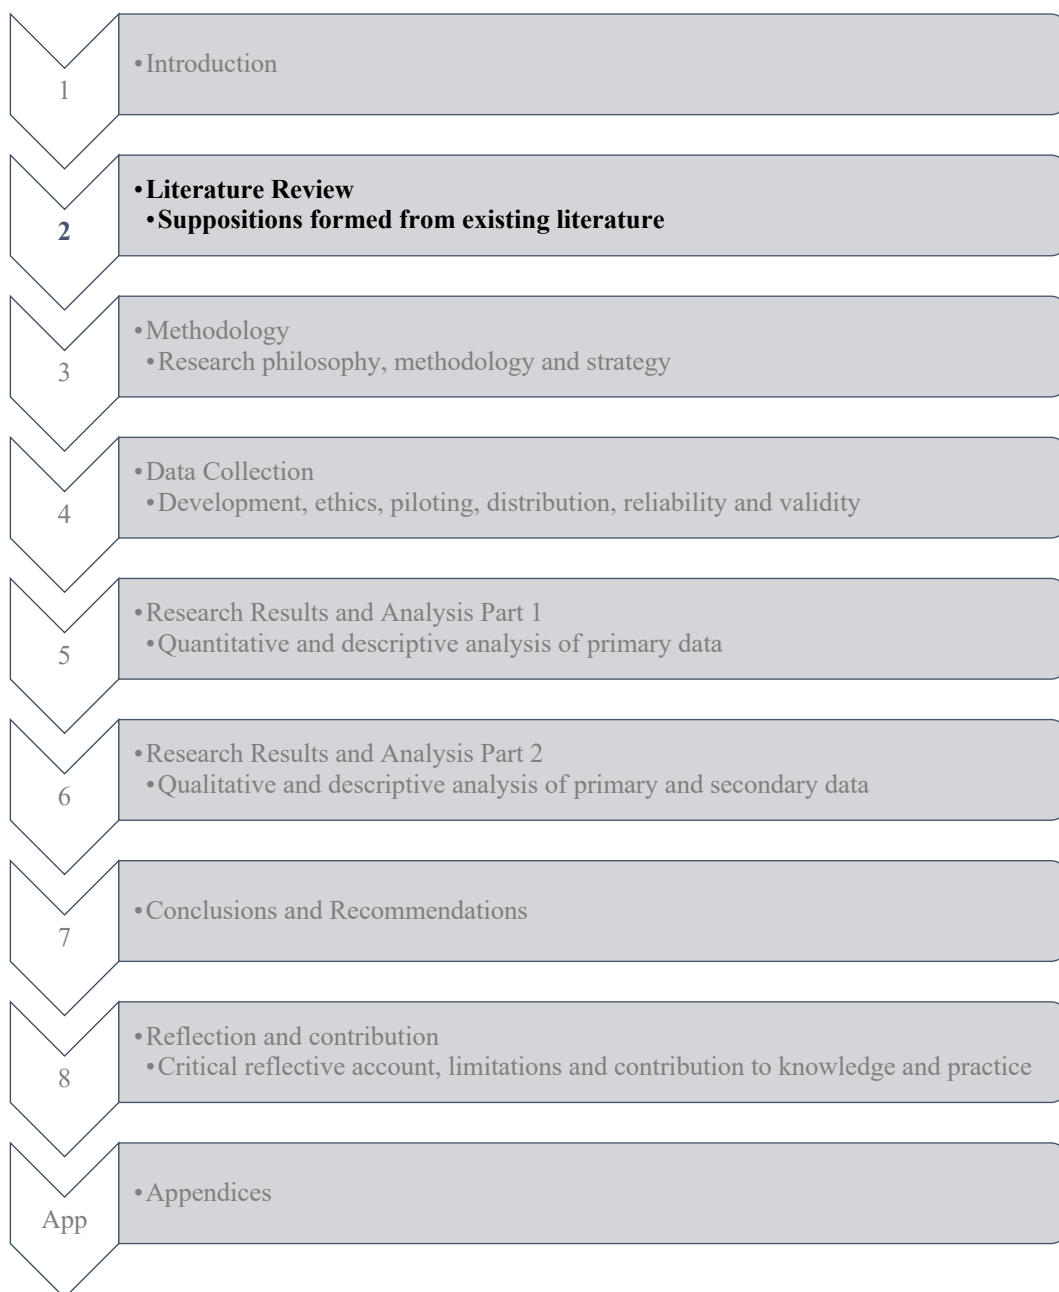 1
•Introduction
2
•Literature Review
•Suppositions formed from existing literature
3
•Methodology
•Research philosophy, methodology and strategy
4
•Data Collection
•Development, ethics, piloting, distribution, reliability and validity
5
•Research Results and Analysis Part 1
•Quantitative and descriptive analysis of primary data
6
•Research Results and Analysis Part 2
•Qualitative and descriptive analysis of primary and secondary data
7
•Conclusions and Recommendations
8
•Reflection and contribution
•Critical reflective account, limitations and contribution to knowledge and practice
App
•Appendices